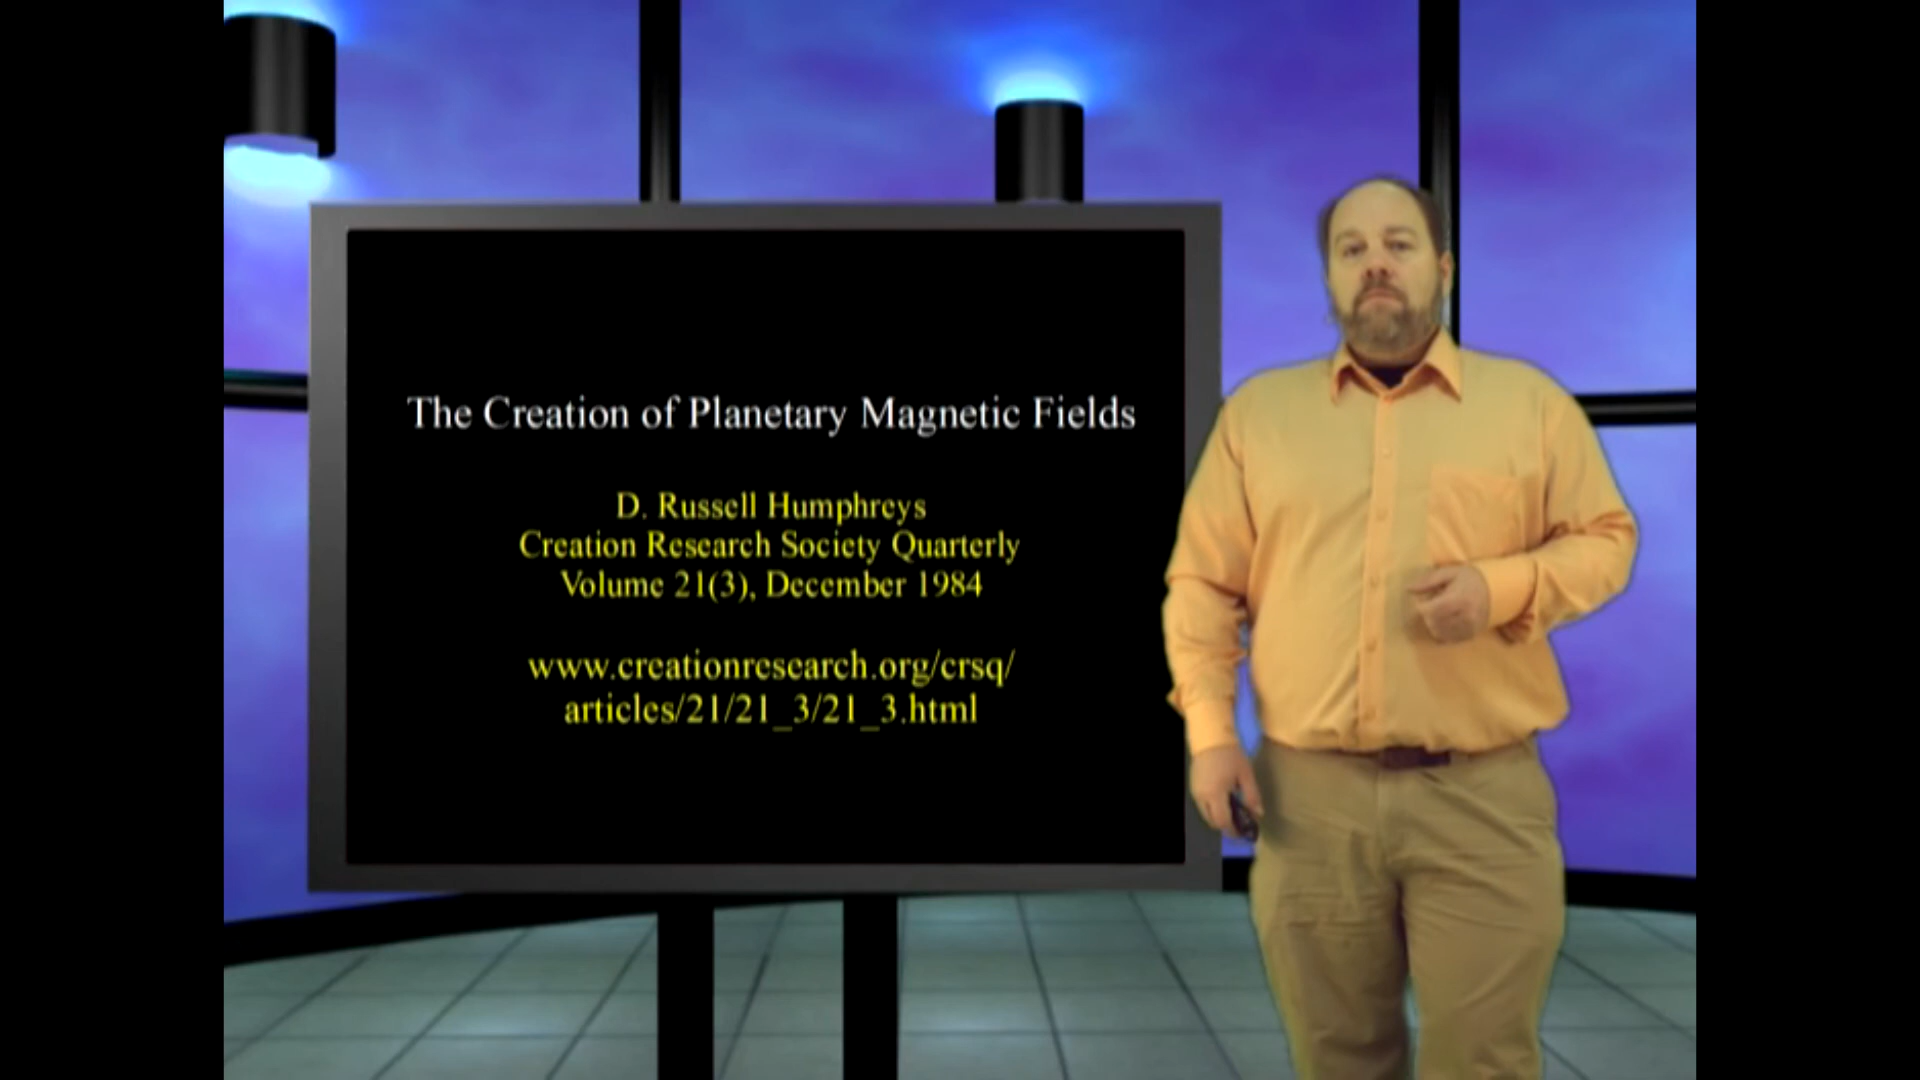 The Creation of Planetary Magnetic Fields
D. Russell Humphreys
Creation Research Society Quarterly
Volume 21(3), December 1984
www.creationresearch.org/crsq/
articles/21/21_3/21_3.html